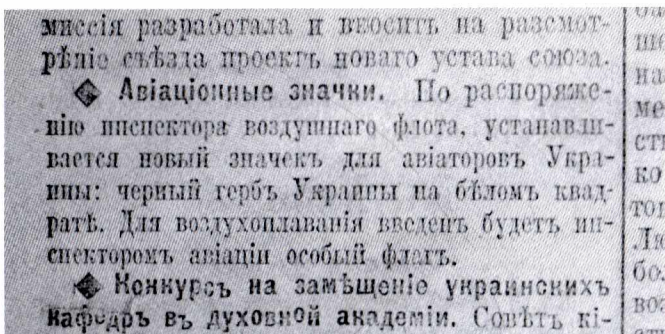 миссія разработала и вноситъ на разсмот-
рѣніе съѣзда проектъ новаго устава союза.
Авіаціонные значки. По распоряже-
нію инспектора воздушнаго флота, устанавли-
вается новый значекъ для авіаторовъ Укра-
ины: черный гербъ Украины на бѣломъ квад-
ратѣ. Для воздухоплаванія введенъ будетъ ин-
спекторомъ авіаціи особый флагъ.
Конкурсъ на замѣщеніе украинскихъ
кафедръ въ духовной академіи. Совѣтъ кі-